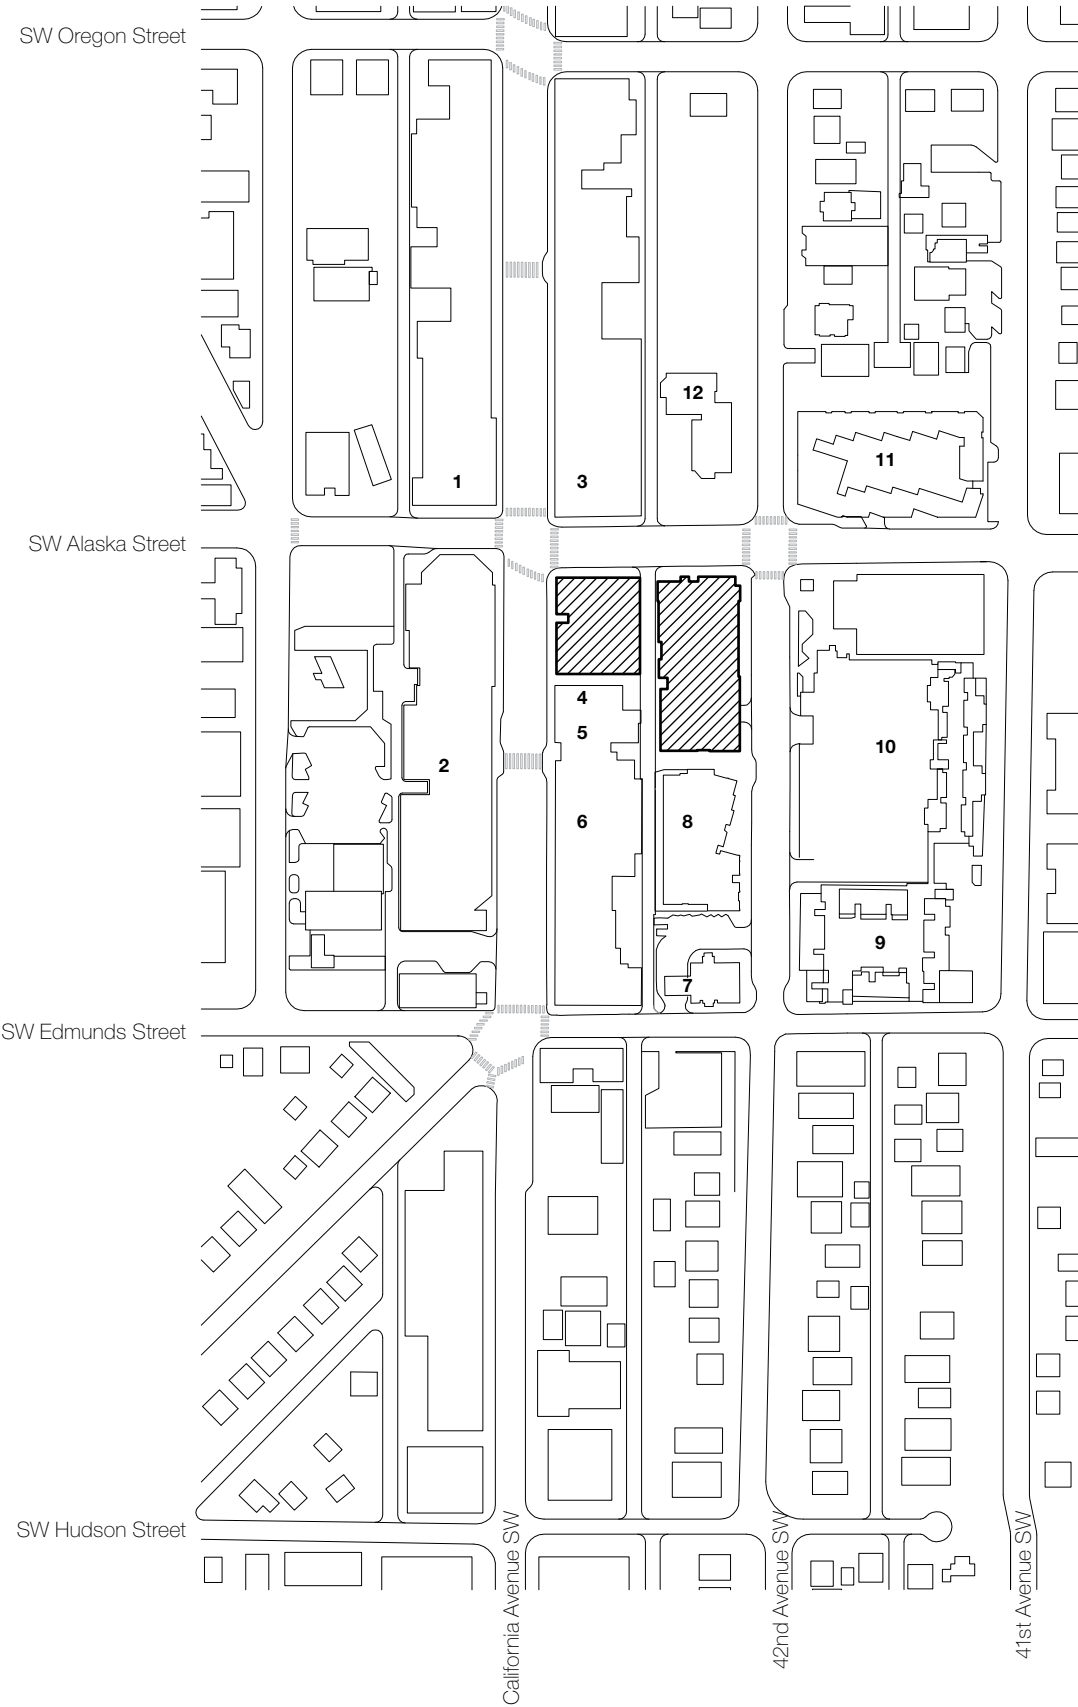 SW Oregon Street
12
11
1
3
SW Alaska Street
4
5
10
2
6
8
9
7
SW Edmunds Street
SW Hudson Street
California Avenue SW
42nd Avenue SW
41st Avenue SW